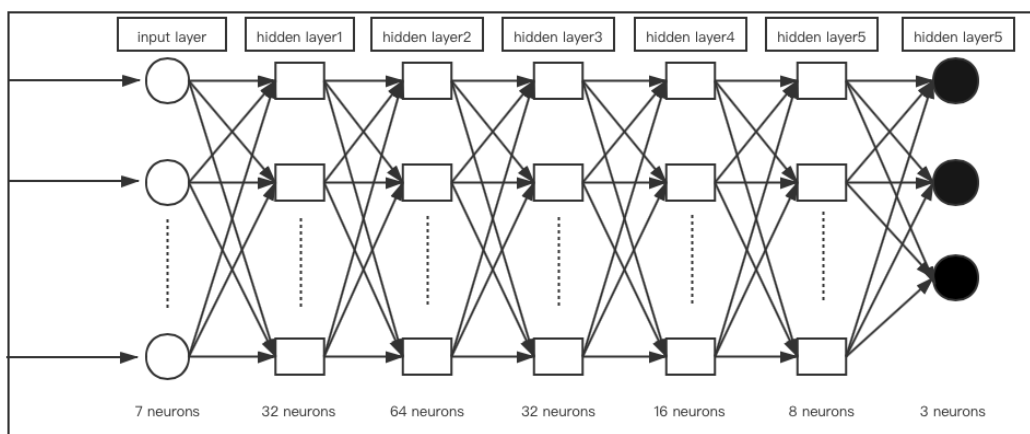 input layer
hidden layer1
hidden layer2
hidden layer3
hidden layer4
hidden layer5
hidden layer5
7 neurons
32 neurons
64 neurons
32 neurons
16 neurons
8 neurons
3 neurons